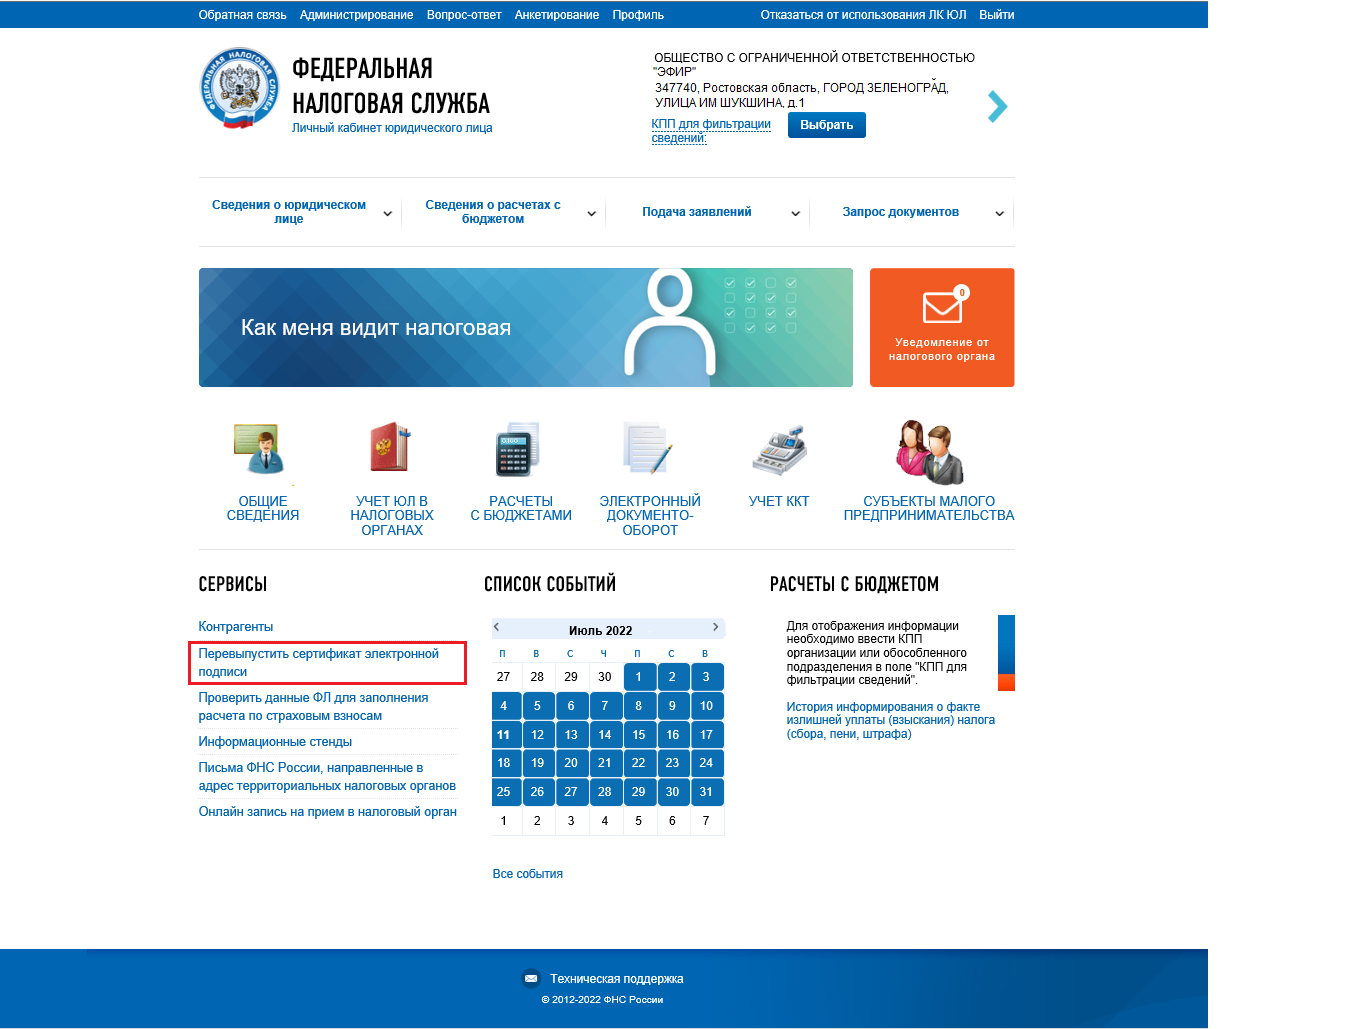 Обратная связь Администрирование Вопрос-ответ Анкетирование Профиль Отказаться от использования ЛК ЮЛ Выйти
ФЕДЕРАЛЬНАЯ НАЛОГОВАЯ СЛУЖБА
ФЕДЕРАЛЬНАЯ
НАЛОГОВАЯ СЛУЖБА
Личный кабинет юридического лица
ОБЩЕСТВО С ОГРАНИЧЕННОЙ ОТВЕТСТВЕННОСТЬЮ
"ЭФИР"
347740, Ростовская область, ГОРОД ЗЕЛЕНОГРАД,
УЛИЦА ИМ ШУКШИНА, д.1
КПП для фильтрации
сведений:
Выбрать
Сведения о юридическом
лице
Сведения о расчетах с
бюджетом
Подача заявлений
Запрос документов
Как меня видит налоговая
0
Уведомление от
налогового органа
ОБЩИЕ
СВЕДЕНИЯ
УЧЕТ ЮЛ В
НАЛОГОВЫХ
ОРГАНАХ
РАСЧЕТЫ
С БЮДЖЕТАМИ
ЭЛЕКТРОННЫЙ
ДОКУМЕНТО-
ОБОРОТ
УЧЕТ ККТ
СУБЪЕКТЫ МАЛОГО
ПРЕДПРИНИМАТЕЛЬСТВА
СЕРВИСЫ
Контрагенты
Перевыпустить сертификат электронной
подписи
Проверить данные ФЛ для заполнения
расчета по страховым взносам
Информационные стенды
Письма ФНС России, направленные в
адрес территориальных налоговых органов
Онлайн запись на прием в налоговый орган
СПИСОК СОБЫТИЙ
Июль 2022
П В С Ч П С В
27 28 29 30 1 2 3
4 5 6 7 8 9 10
11 12 13 14 15 16 17
18 19 20 21 22 23 24
25 26 27 28 29 30 31
1 2 3 4 5 6 7
Все события
РАСЧЕТЫ С БЮДЖЕТОМ
Для отображения информации
необходимо ввести КПП
организации или обособленного
подразделения в поле "КПП для
фильтрации сведений".
История информирования о факте
излишней уплаты (взыскания) налога
(сбора, пени, штрафа)
Техническая поддержка
© 2012-2022 ФНС России